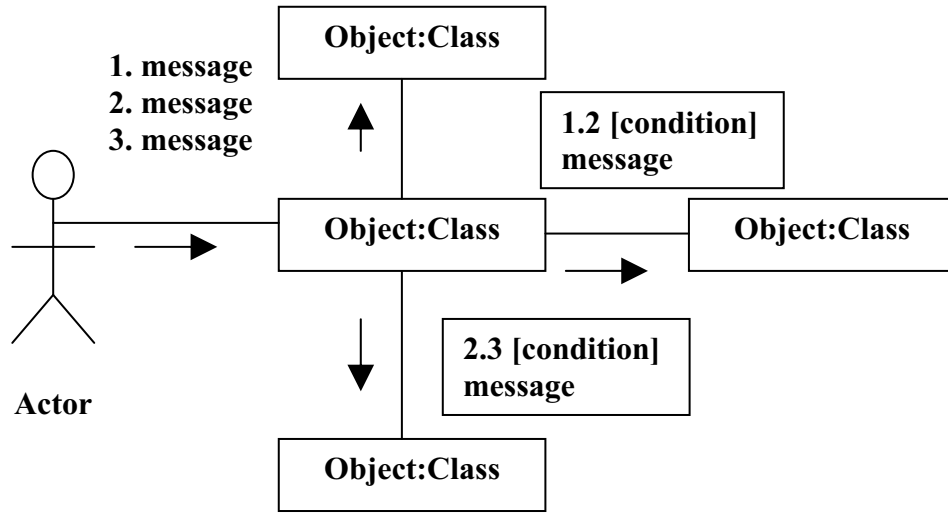 Object:Class
1. message
2. message
3. message
1.2 [condition]
message
Object:Class
Object:Class
2.3 [condition]
message
Actor
Object:Class